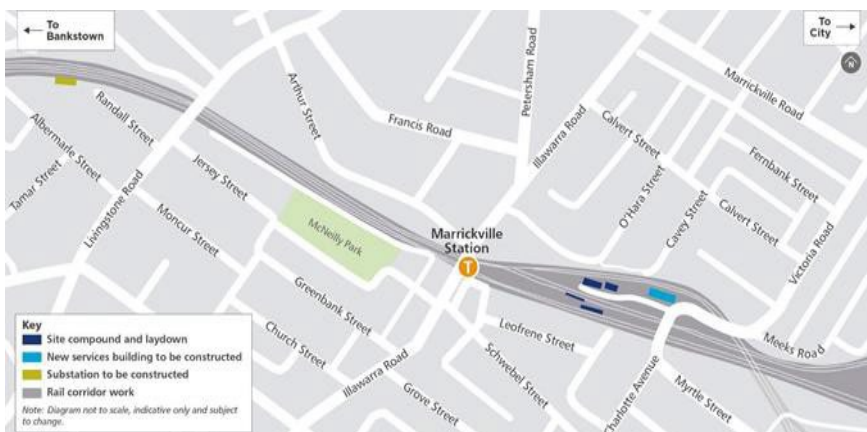 To
Bankstown
To
City
N
Petersham Road
Marrickville Road
Arthur Street
Randall Street
Albermarle Street
Francis Road
Illawarra Road
Calvert Street
Fernbank Street
Tamar Street
Jersey Street
O'Hara Street
Cavey Street
Calvert Street
Livingstone Road
Moncur Street
McNeilly Park
Marrickville
Station
T
Victoria Road
Greenbank Street
Church Street
Leofrene Street
Meeks Road
Illawarra Road
Schwebel Street
Charlotte Avenue
Myrtle Street
Grove Street
Key
Site compound and laydown
New services building to be constructed
Substation to be constructed
Rail corridor work
Note: Diagram not to scale, indicative only and subject
to change.